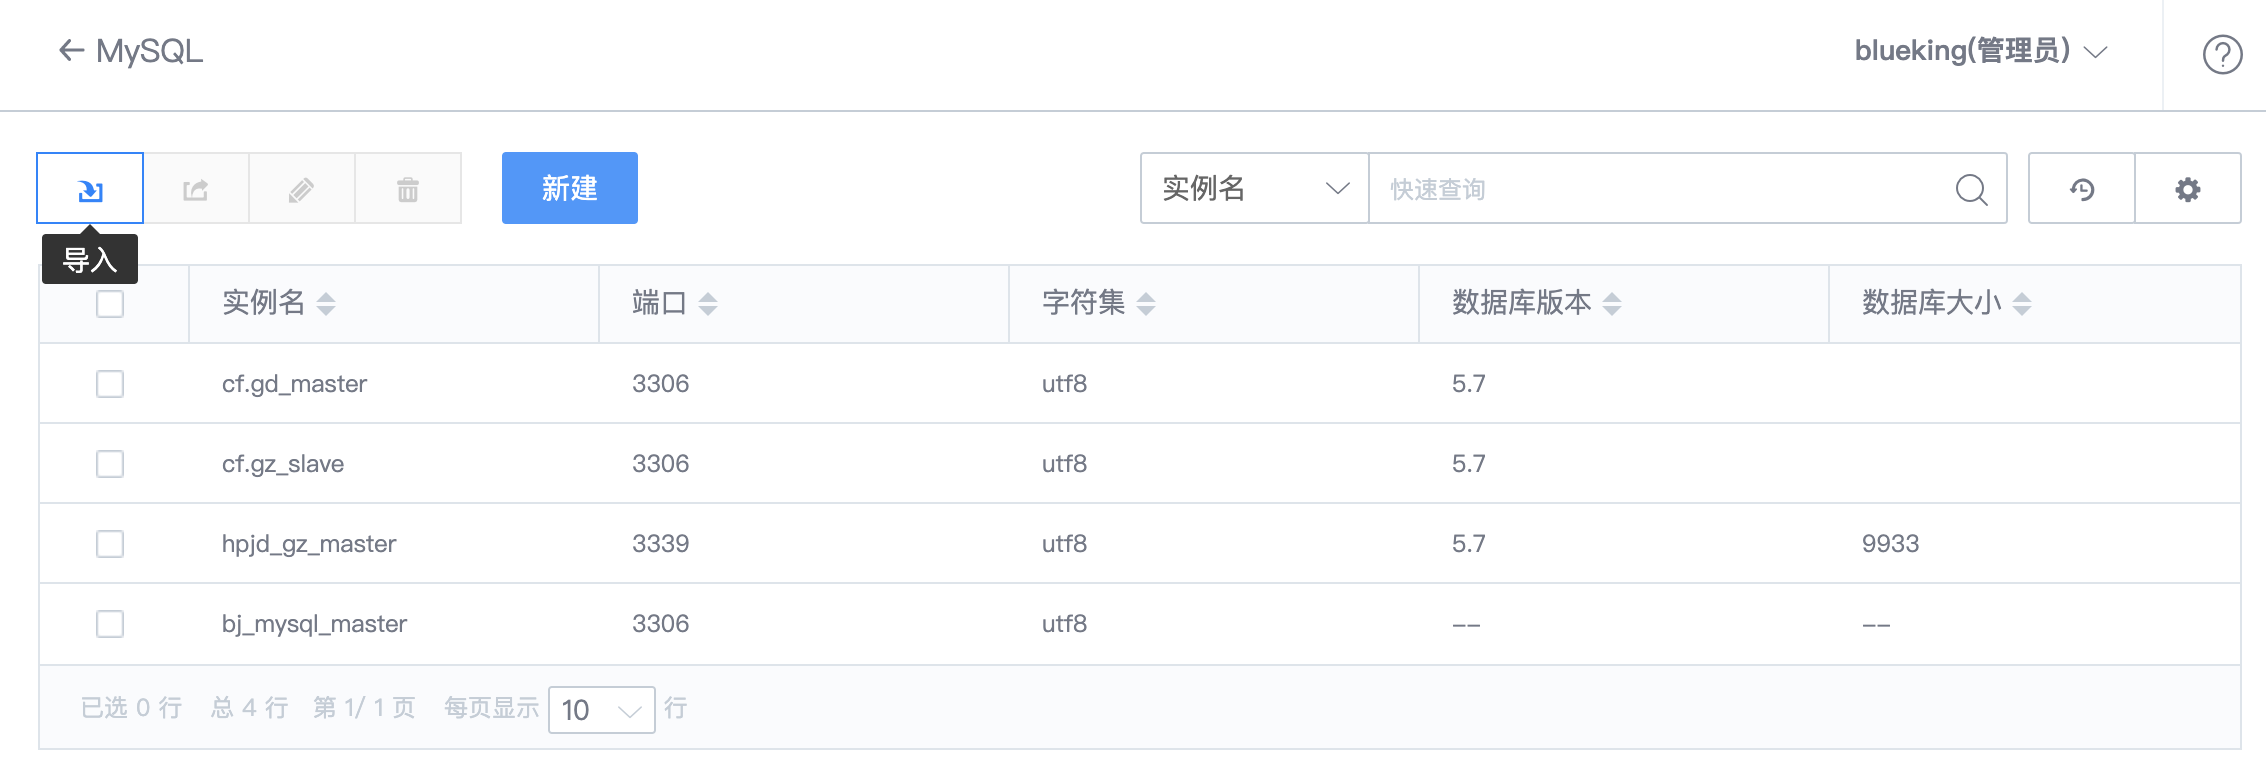 MySQL
blueking(管理员)
新建
实例名
快速查询
导入
实例名 端口 字符集 数据库版本 数据库大小
cf.gd_master 3306 utf8 5.7
cf.gz_slave 3306 utf8 5.7
hpjd_gz_master 3339 utf8 5.7 9933
bj_mysql_master 3306 utf8 -- --
已选 0 行 总 4 行 第 1/ 1 页 每页显示 10 行